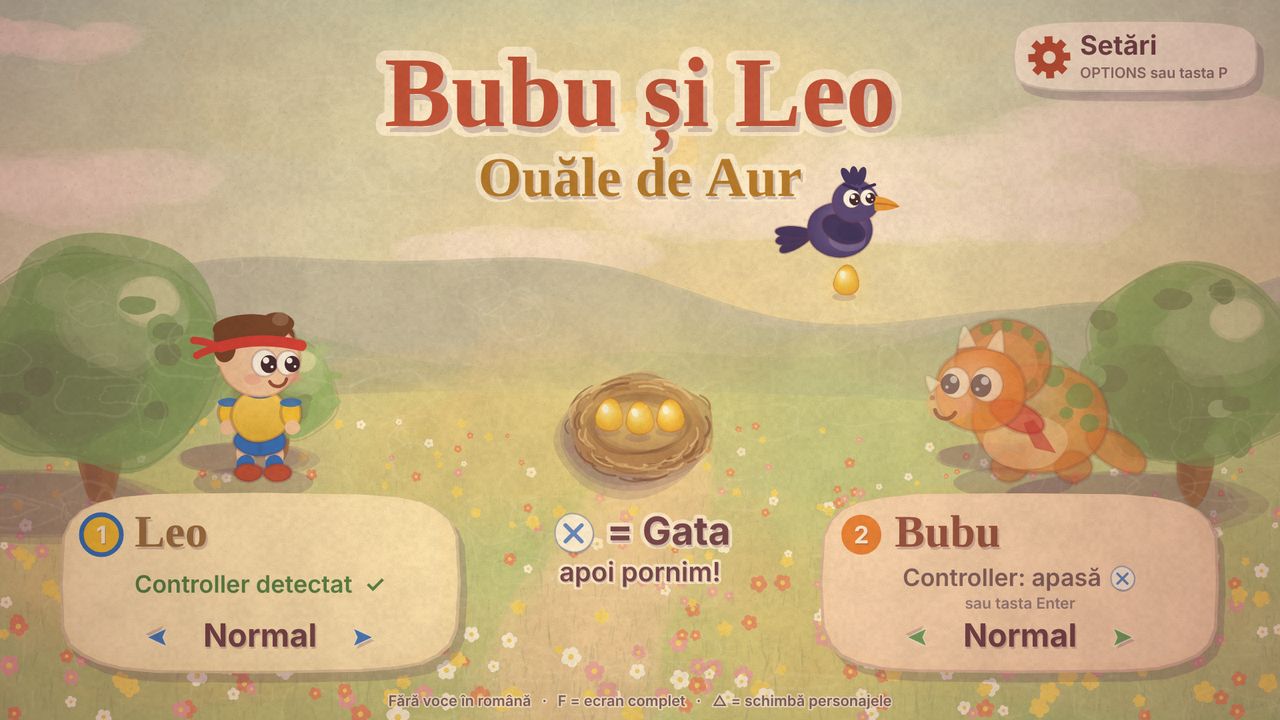 Bubu și Leo
Ouăle de Aur
Setări
OPTIONS sau tasta P
1 Leo
Controller detectat ✓
Normal
= Gata
apoi pornim!
2 Bubu
Controller: apasă
sau tasta Enter
Normal
Fără voce în română · F = ecran complet · △ = schimbă personajele